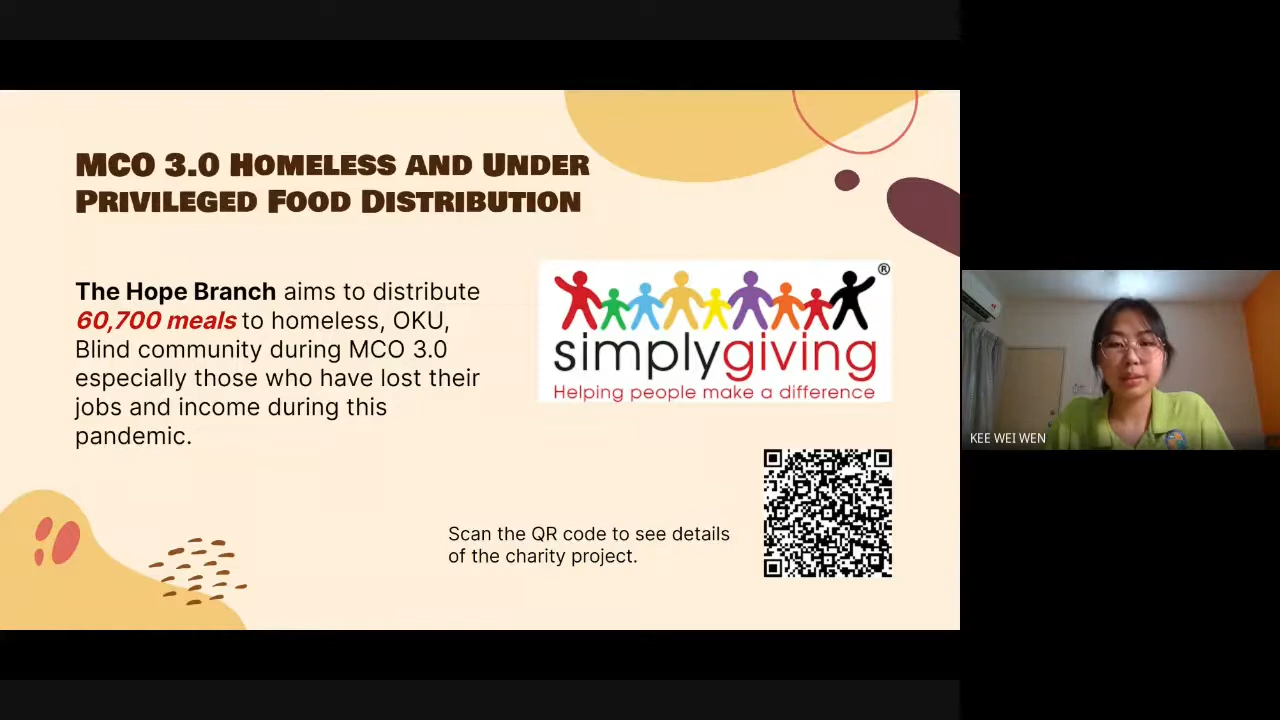 MCO 3.0 Homeless and Under
Privileged Food Distribution
The Hope Branch aims to distribute
60,700 meals to homeless, OKU,
Blind community during MCO 3.0
especially those who have lost their
jobs and income during this
pandemic.
®
simplygiving
Helping people make a difference
Scan the QR code to see details
of the charity project.
KEE WEI WEN